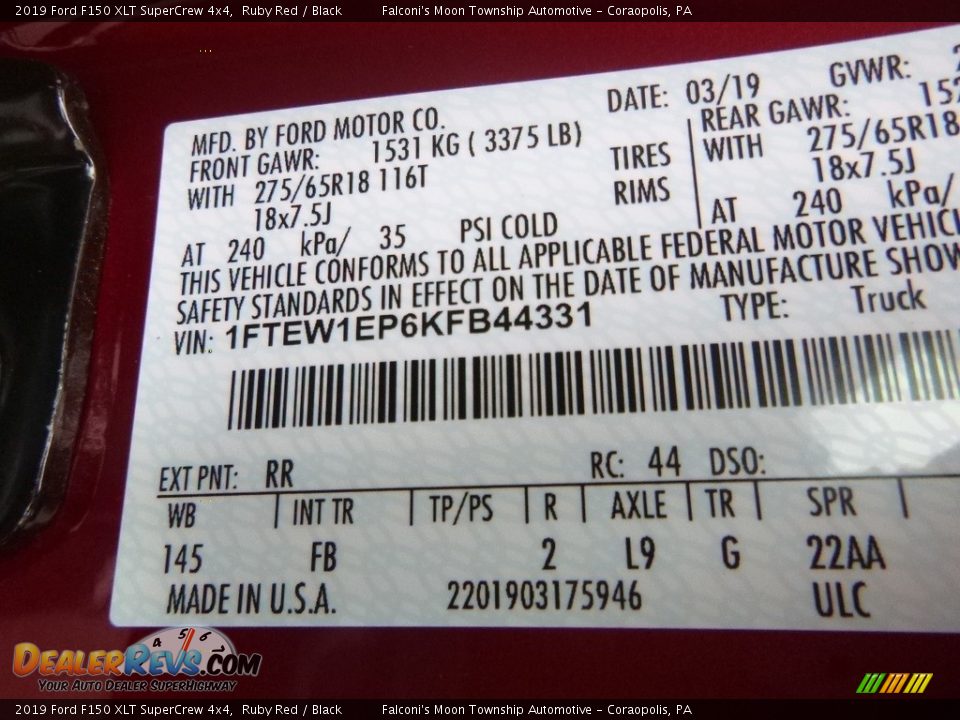 2019 Ford F150 XLT SuperCrew 4x4, Ruby Red / Black Falconi's Moon Township Automotive - Coraopolis, PA
MFD. BY FORD MOTOR CO. DATE: 03/19 GVWR:
FRONT GAWR: 1531 KG ( 3375 LB) REAR GAWR:
WITH 275/65R18 116T TIRES WITH 275/65R18
18x7.5J RIMS 18x7.5J
AT 240 kPa/ 35 PSI COLD AT 240 kPa/
THIS VEHICLE CONFORMS TO ALL APPLICABLE FEDERAL MOTOR VEHICL
SAFETY STANDARDS IN EFFECT ON THE DATE OF MANUFACTURE SHOW
VIN: 1FTEW1EP6KFB44331 TYPE: Truck
EXT PNT: RR RC: 44 DSO:
WB INT TR TP/PS R AXLE TR SPR
145 FB 2 L9 G 22AA
MADE IN U.S.A. 2201903175946 ULC
4 5 6
DealerRevs.com
Your Auto Dealer SuperHighway
2019 Ford F150 XLT SuperCrew 4x4, Ruby Red / Black Falconi's Moon Township Automotive - Coraopolis, PA